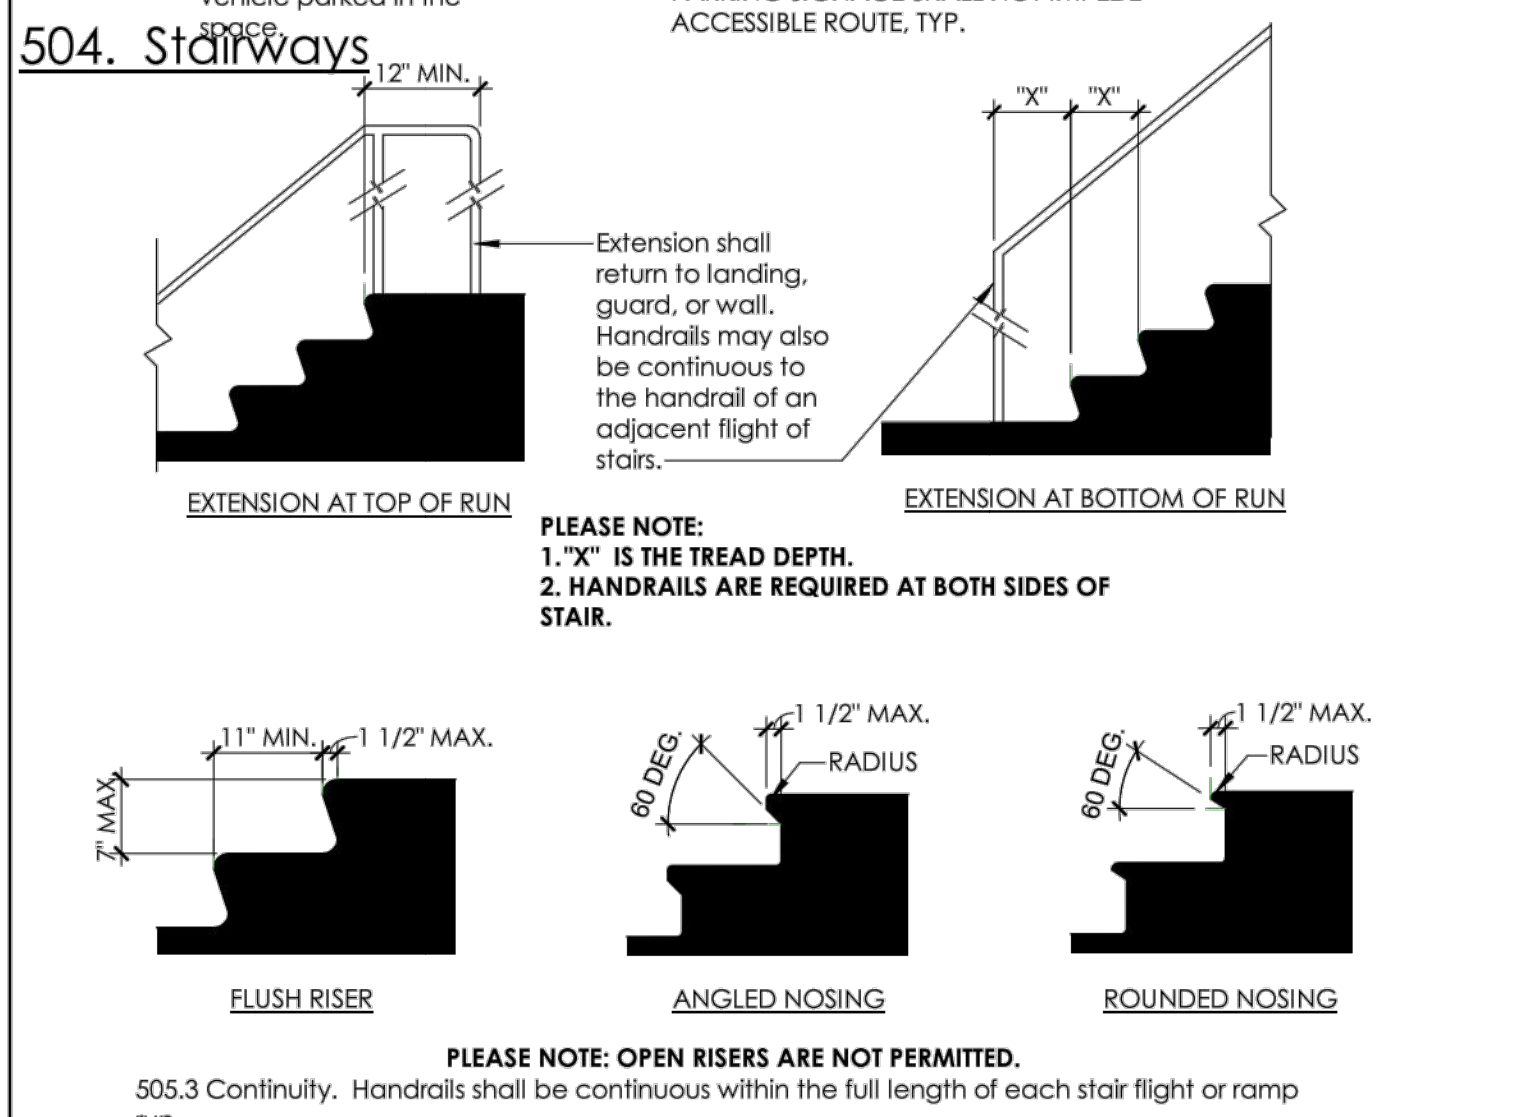 vehicle parked in the
space.
ACCESSIBLE ROUTE, TYP.
504. Stairways
12" MIN.
"X" "X"
Extension shall
return to landing,
guard, or wall.
Handrails may also
be continuous to
the handrail of an
adjacent flight of
stairs.
EXTENSION AT TOP OF RUN
EXTENSION AT BOTTOM OF RUN
PLEASE NOTE:
1."X" IS THE TREAD DEPTH.
2. HANDRAILS ARE REQUIRED AT BOTH SIDES OF
STAIR.
11" MIN.
1 1/2" MAX.
7" MAX.
60 DEG.
1 1/2" MAX.
RADIUS
60 DEG.
1 1/2" MAX.
RADIUS
FLUSH RISER
ANGLED NOSING
ROUNDED NOSING
PLEASE NOTE: OPEN RISERS ARE NOT PERMITTED.
505.3 Continuity. Handrails shall be continuous within the full length of each stair flight or ramp